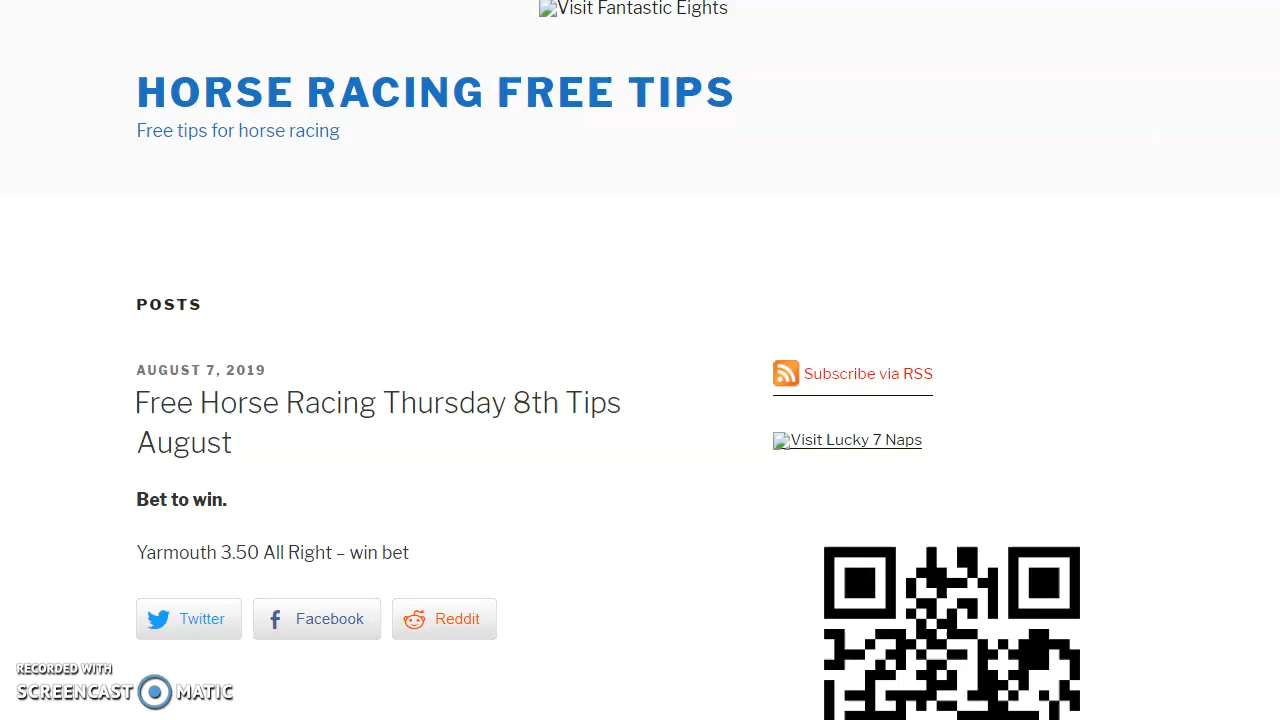 Visit Fantastic Eights
HORSE RACING FREE TIPS
Free tips for horse racing
POSTS
AUGUST 7, 2019
Free Horse Racing Thursday 8th Tips
August
Bet to win.
Yarmouth 3.50 All Right – win bet
Twitter
Facebook
Reddit
Subscribe via RSS
Visit Lucky 7 Naps
RECORDED WITH
SCREENCAST MATIC